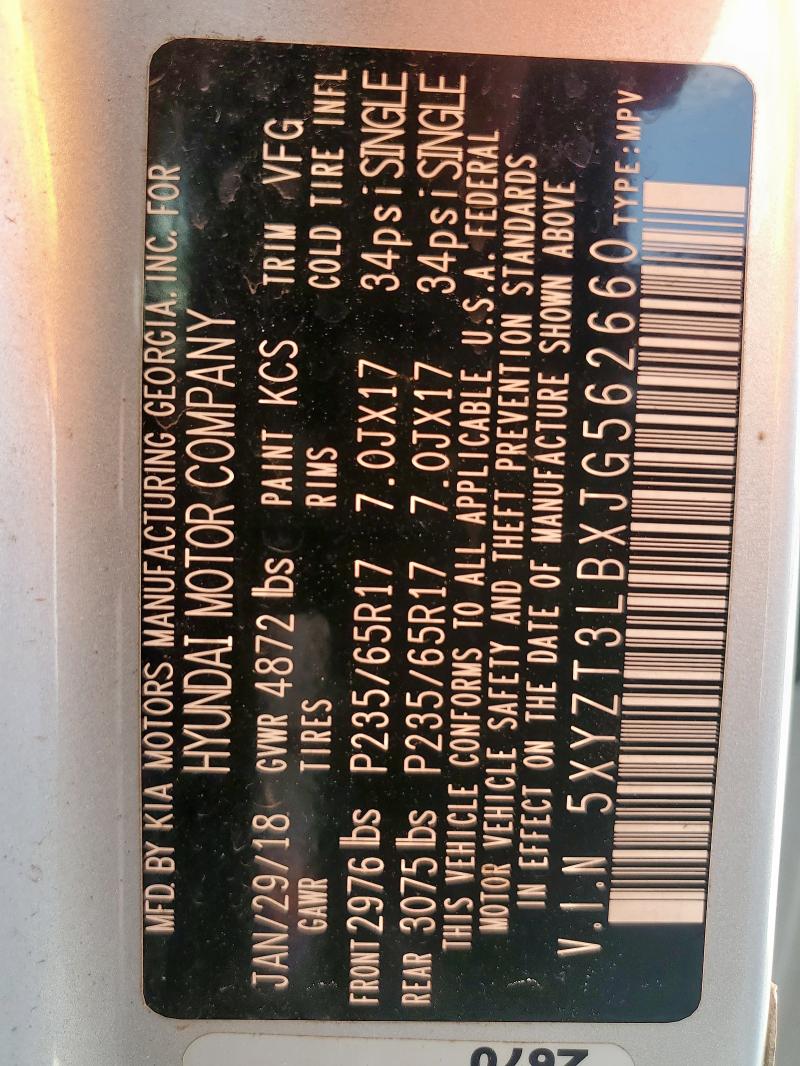 MFD. BY KIA MOTORS MANUFACTURING GEORGIA, INC. FOR
HYUNDAI MOTOR COMPANY
JAN/29/18 GVWR 4872 lbs PAINT KCS TRIM VFG
GAWR TIRES RIMS COLD TIRE INFL
FRONT 2976 lbs P235/65R17 7.0JX17 34psi SINGLE
REAR 3075 lbs P235/65R17 7.0JX17 34psi SINGLE
THIS VEHICLE CONFORMS TO ALL APPLICABLE U.S.A. FEDERAL
MOTOR VEHICLE SAFETY AND THEFT PREVENTION STANDARDS
IN EFFECT ON THE DATE OF MANUFACTURE SHOWN ABOVE
V.I.N 5XYZT3LBXJG562660 TYPE:MPV